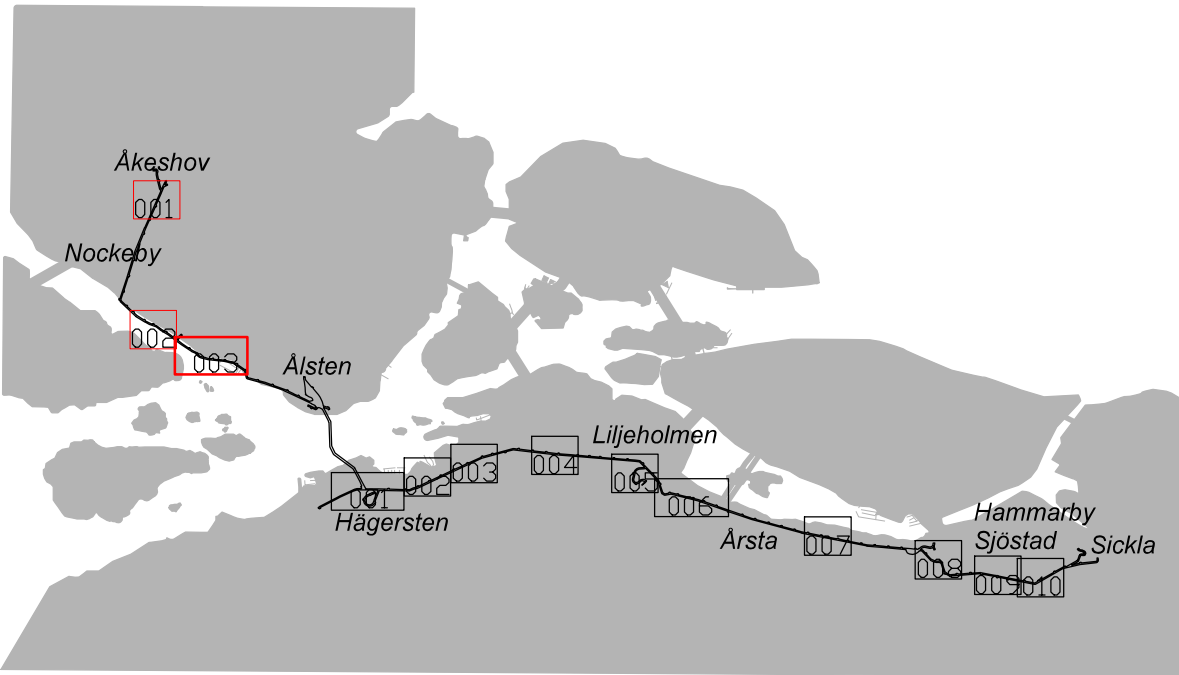 Åkeshov
001
Nockeby
002
003
Ålsten
Liljeholmen
003
004
005
001
002
006
Hägersten
Årsta
007
Hammarby
Sjöstad
Sickla
008
009
010